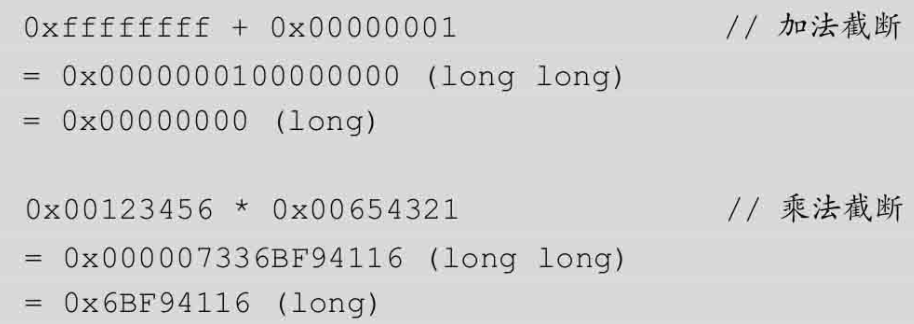 0xffffffff + 0x00000001 // 加法截断
= 0x0000000100000000 (long long)
= 0x00000000 (long)
0x00123456 * 0x00654321 // 乘法截断
= 0x000007336BF94116 (long long)
= 0x6BF94116 (long)